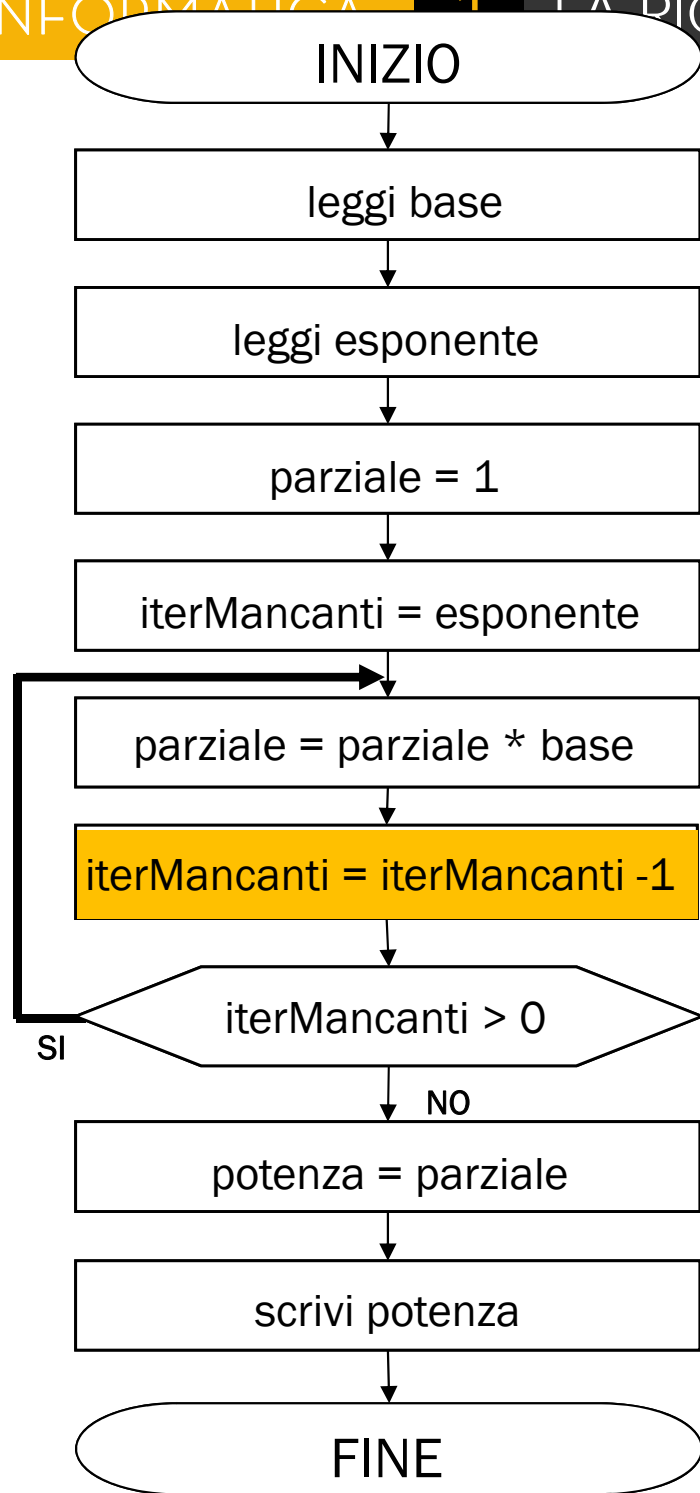 INIZIO
leggi base
leggi esponente
parziale = 1
iterMancanti = esponente
parziale = parziale * base
iterMancanti = iterMancanti -1
iterMancanti > 0
SI
NO
potenza = parziale
scrivi potenza
FINE